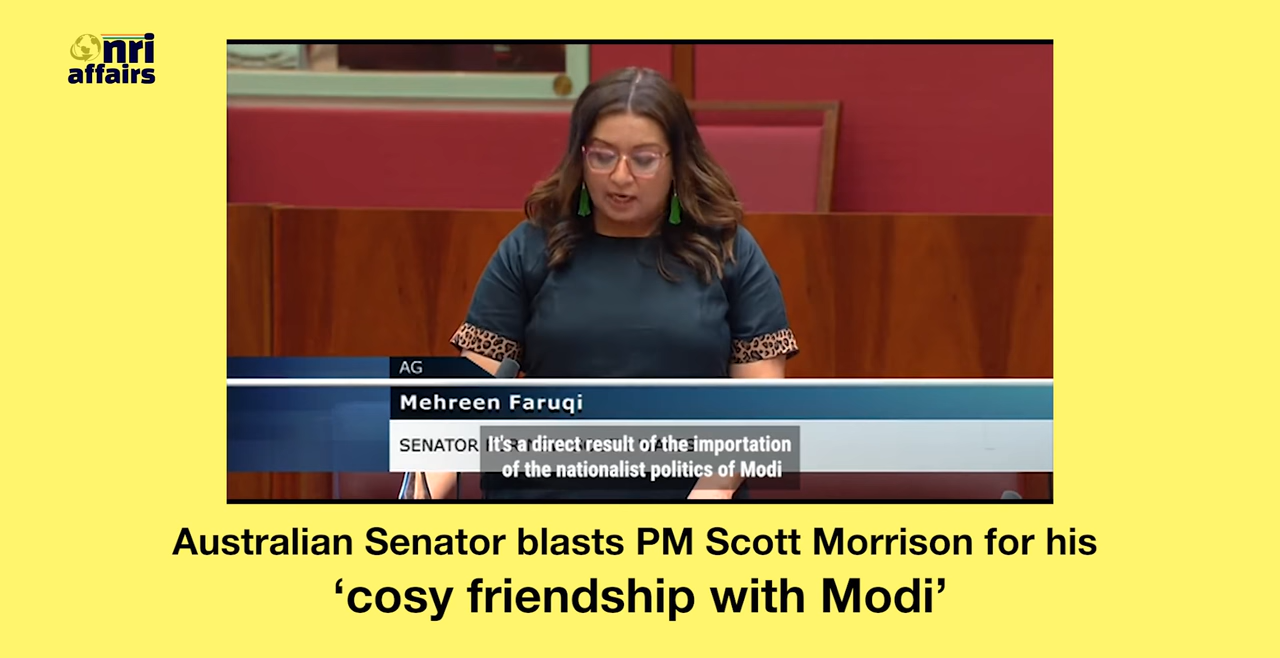 nri
affairs
AG
Mehreen Faruqi
SENATOR
It's a direct result of the importation
of the nationalist politics of Modi
Australian Senator blasts PM Scott Morrison for his
‘cosy friendship with Modi’